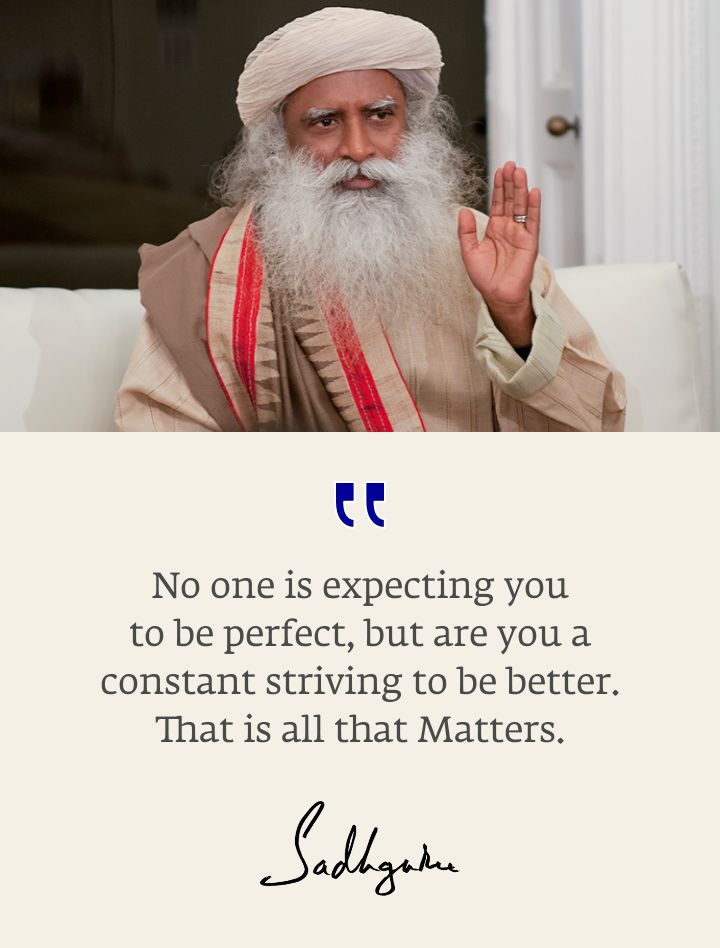 No one is expecting you
to be perfect, but are you a
constant striving to be better.
That is all that Matters.
Sadhguru